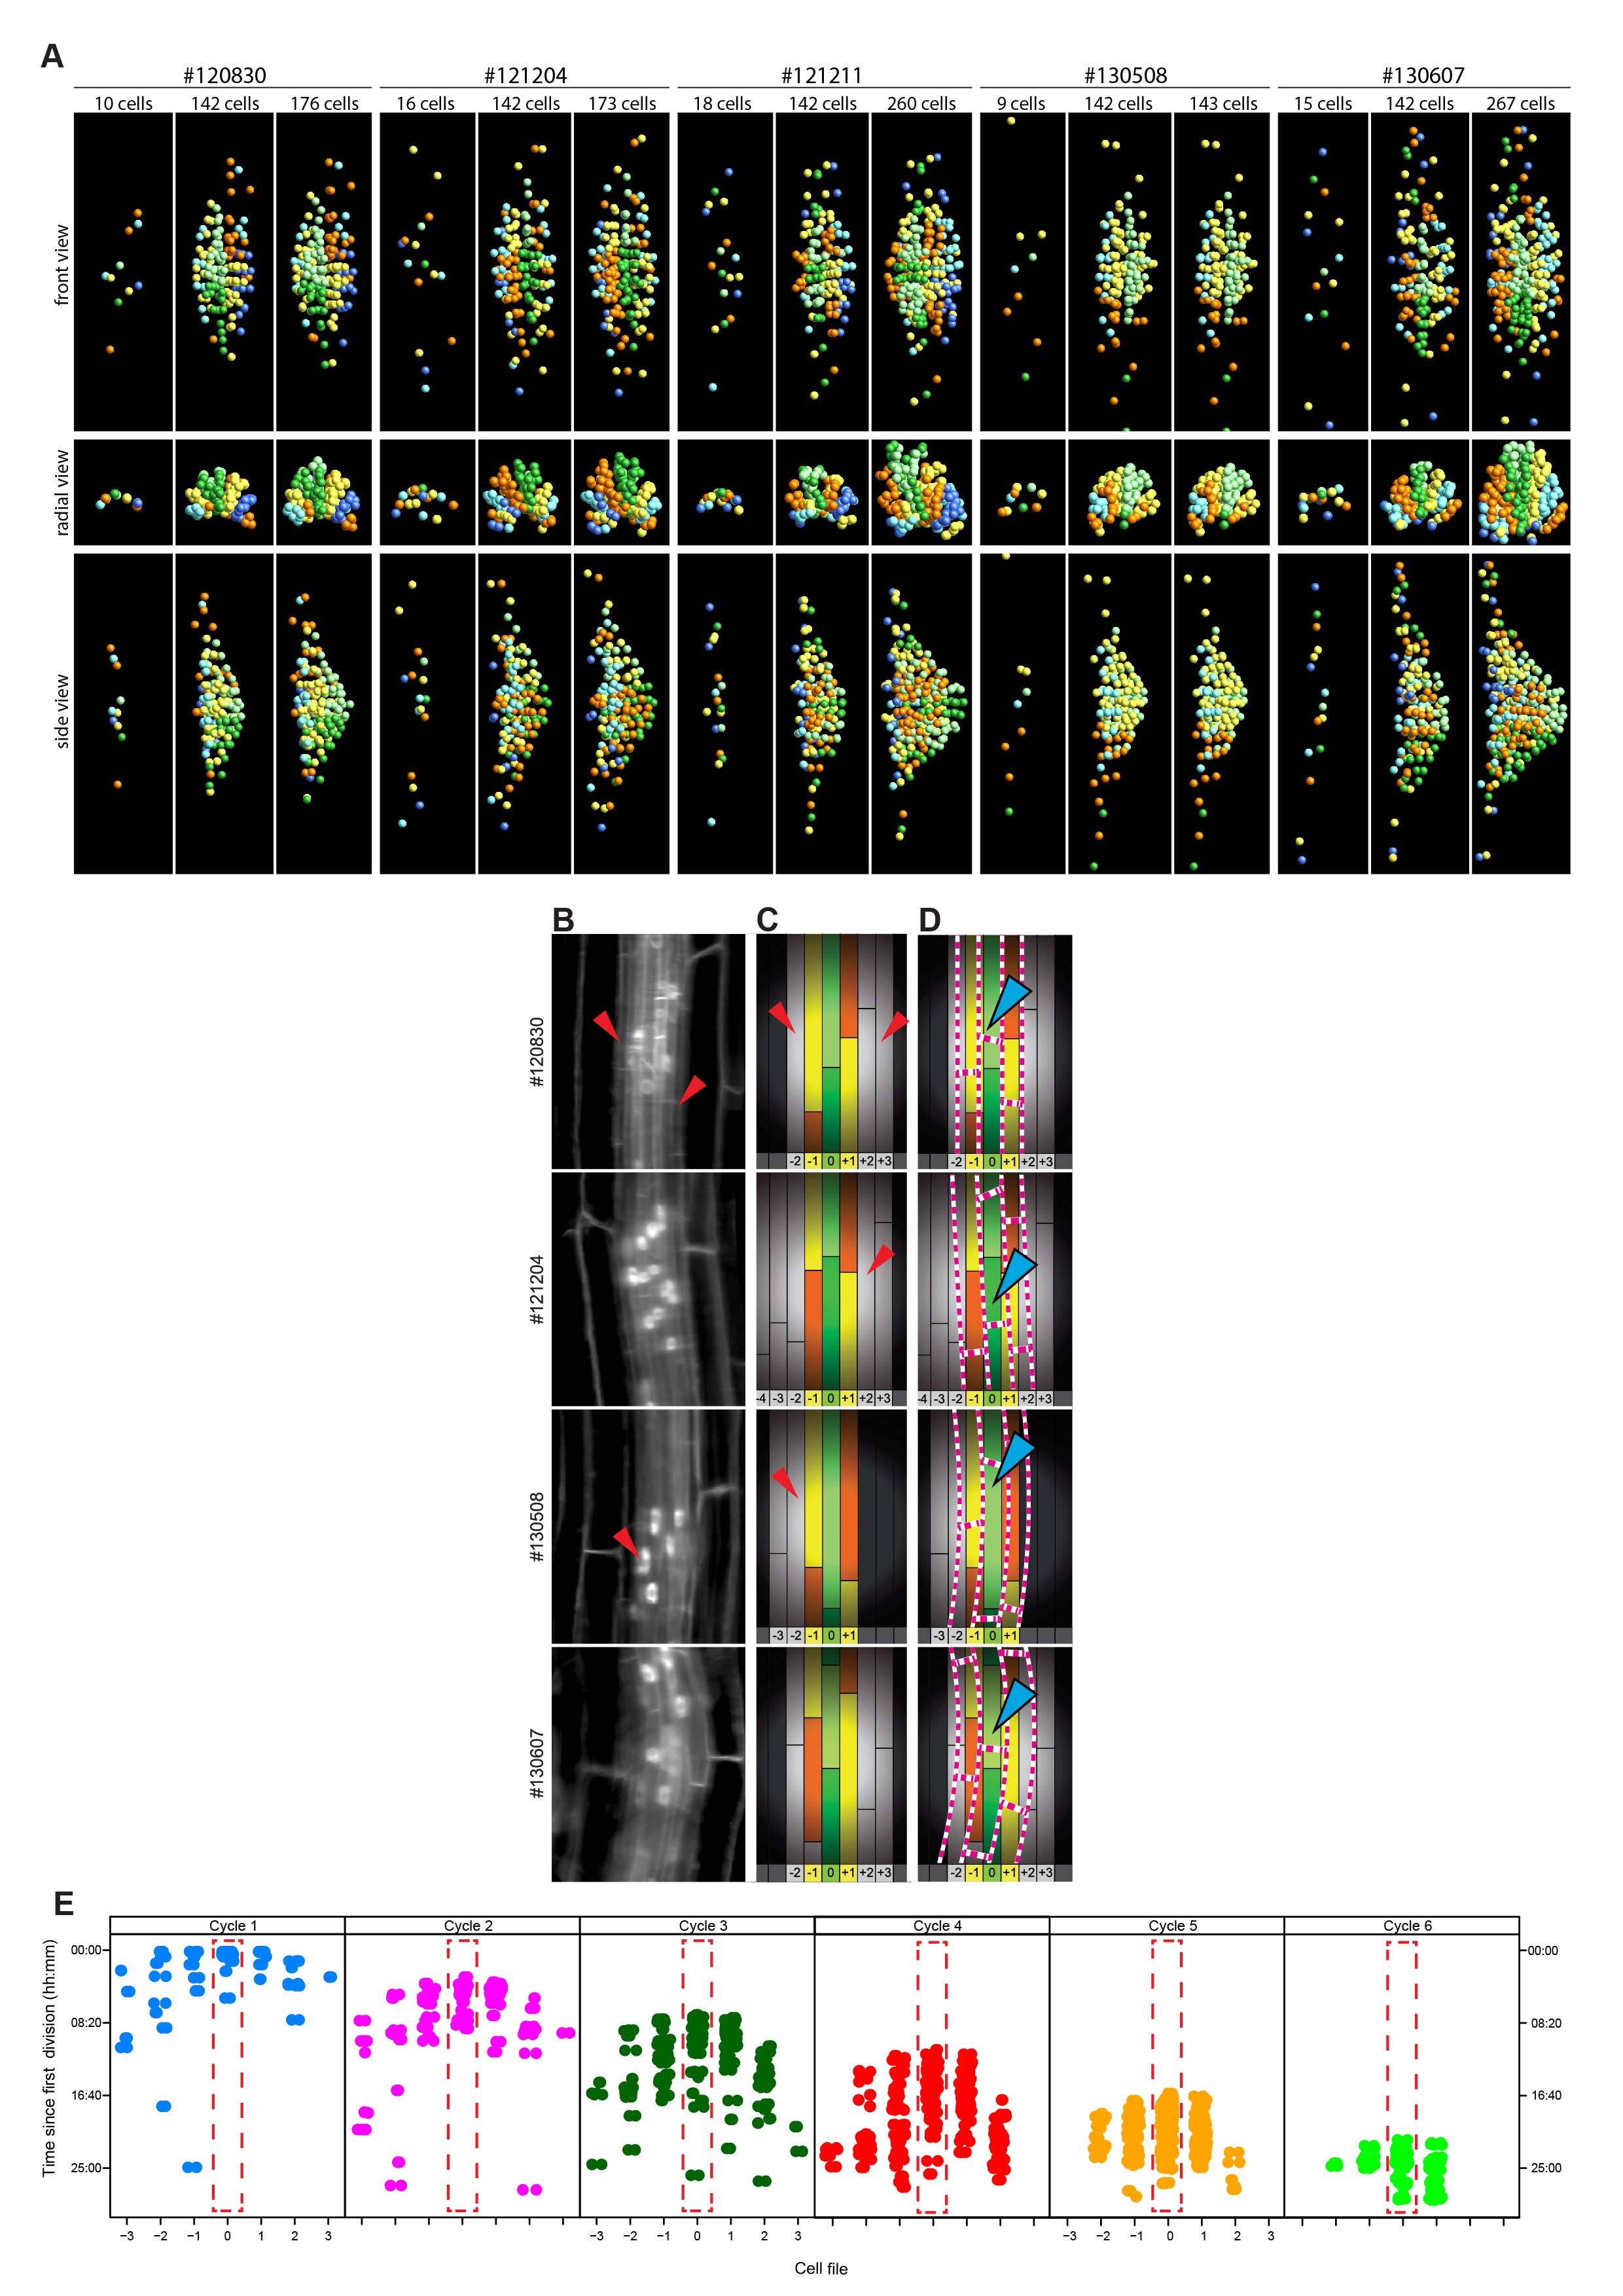 A
#120830 #121204 #121211 #130508 #130607
10 cells 142 cells 176 cells 16 cells 142 cells 173 cells 18 cells 142 cells 260 cells 9 cells 142 cells 143 cells 15 cells 142 cells 267 cells
front view
radial view
side view
B C D
#120830
-2 -1 0 +1 +2 +3 -2 -1 0 +1 +2 +3
#121204
-4 -3 -2 -1 0 +1 +2 +3 -4 -3 -2 -1 0 +1 +2 +3
#130508
-3 -2 -1 0 +1 -3 -2 -1 0 +1
#130607
-2 -1 0 +1 +2 +3 -2 -1 0 +1 +2 +3
E
Cycle 1 Cycle 2 Cycle 3 Cycle 4 Cycle 5 Cycle 6
Time since first division (hh:mm)
00:00 00:00
08:20 08:20
16:40 16:40
25:00 25:00
−3 −2 −1 0 1 2 3 −3 −2 −1 0 1 2 3 −3 −2 −1 0 1 2 3
Cell file